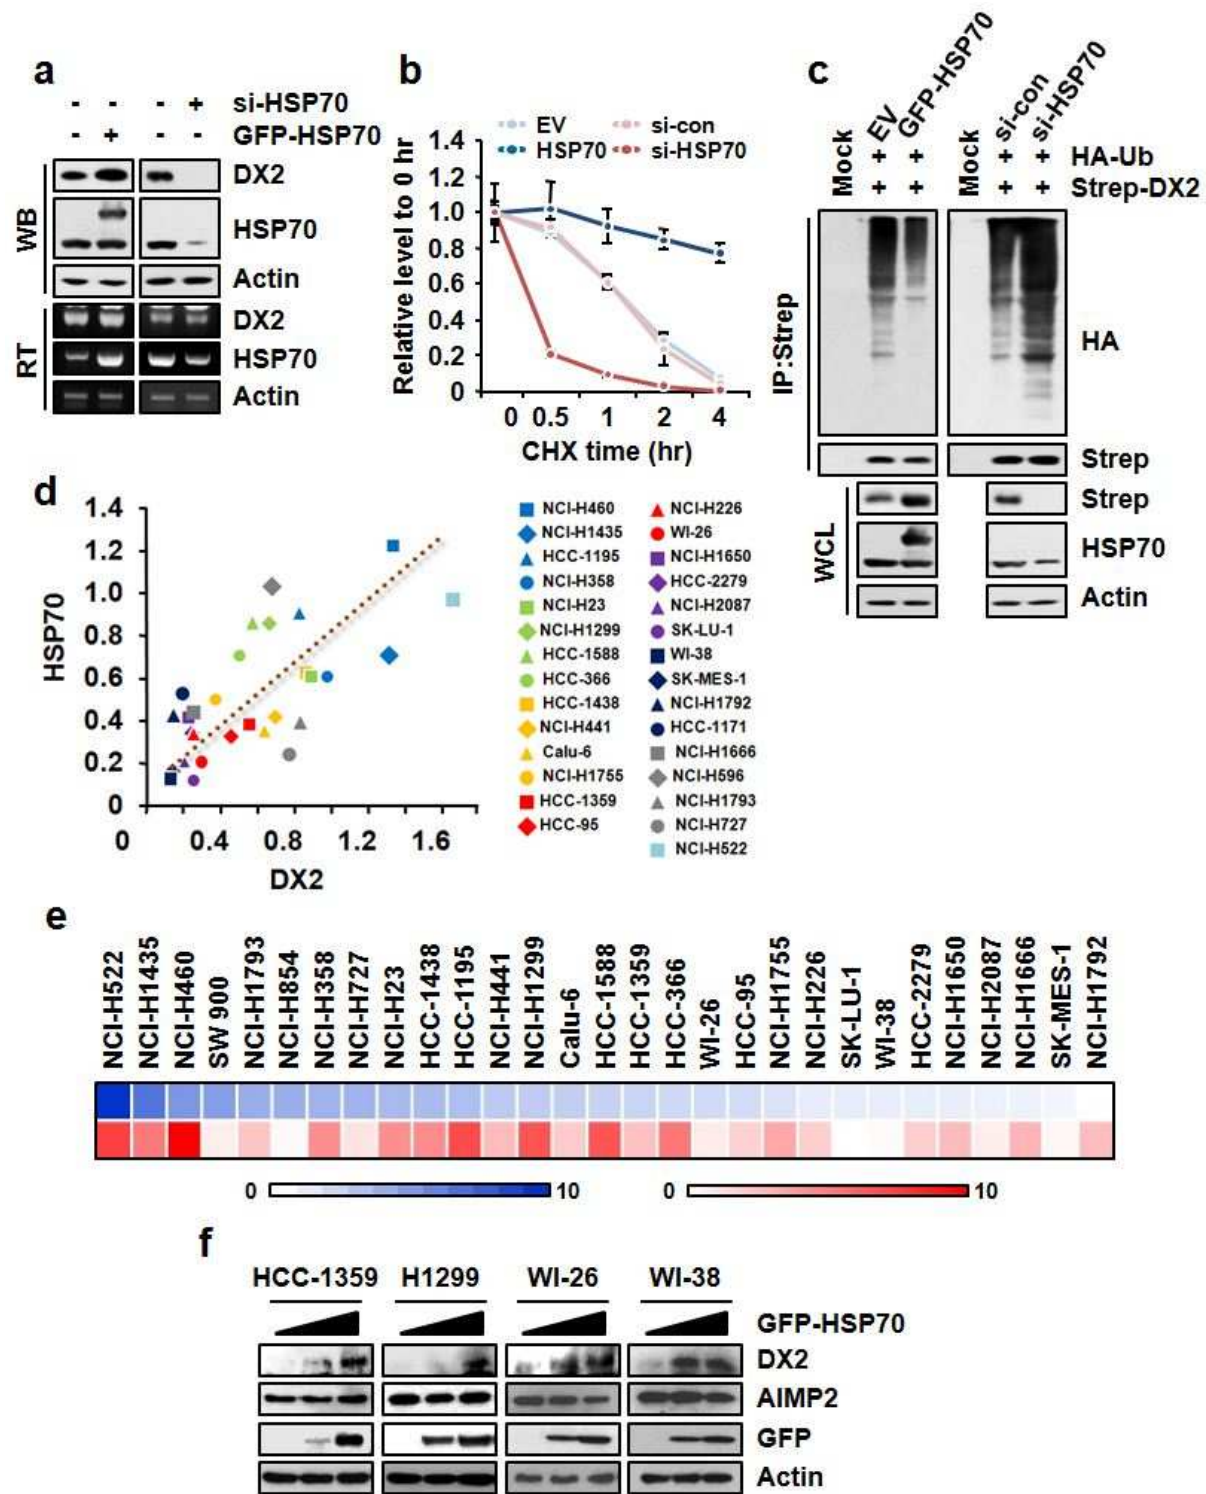 a
- - - + si-HSP70
- + - - GFP-HSP70
WB
DX2
HSP70
Actin
RT
DX2
HSP70
Actin
b
EV si-con
HSP70 si-HSP70
Relative level to 0 hr
1.4
1.2
1.0
0.8
0.6
0.4
0.2
0
0 0.5 1 2 4
CHX time (hr)
c
Mock EV GFP-HSP70 Mock si-con si-HSP70
+ + + + HA-Ub
+ + + + Strep-DX2
IP:Strep
HA
Strep
WCL
Strep
HSP70
Actin
d
HSP70
1.4
1.2
1.0
0.8
0.6
0.4
0.2
0
0 0.4 0.8 1.2 1.6
DX2
NCI-H460 NCI-H226
NCI-H1435 WI-26
HCC-1195 NCI-H1650
NCI-H358 HCC-2279
NCI-H23 NCI-H2087
NCI-H1299 SK-LU-1
HCC-1588 WI-38
HCC-366 SK-MES-1
HCC-1438 NCI-H1792
NCI-H441 HCC-1171
Calu-6 NCI-H1666
NCI-H1755 NCI-H596
HCC-1359 NCI-H1793
HCC-95 NCI-H727
NCI-H522
e
NCI-H522
NCI-H1435
NCI-H460
SW 900
NCI-H1793
NCI-H854
NCI-H358
NCI-H727
NCI-H23
HCC-1438
HCC-1195
NCI-H441
NCI-H1299
Calu-6
HCC-1588
HCC-1359
HCC-366
WI-26
HCC-95
NCI-H1755
NCI-H226
SK-LU-1
WI-38
HCC-2279
NCI-H1650
NCI-H2087
NCI-H1666
SK-MES-1
NCI-H1792
0 10 0 10
f
HCC-1359 H1299 WI-26 WI-38
GFP-HSP70
DX2
AIMP2
GFP
Actin